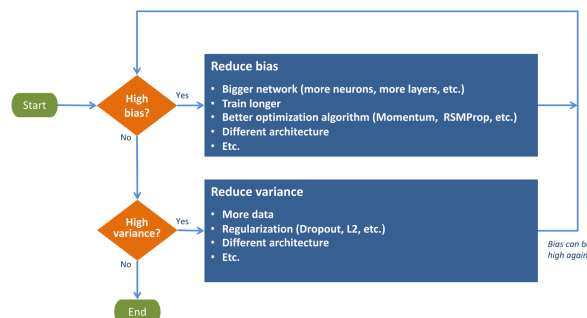 Start
High
bias?
Yes
No
Reduce bias
• Bigger network (more neurons, more layers, etc.)
• Train longer
• Better optimization algorithm (Momentum, RSMProp, etc.)
• Different architecture
• Etc.
High
variance?
Yes
No
Reduce variance
• More data
• Regularization (Dropout, L2, etc.)
• Different architecture
• Etc.
Bias can be
high again
End